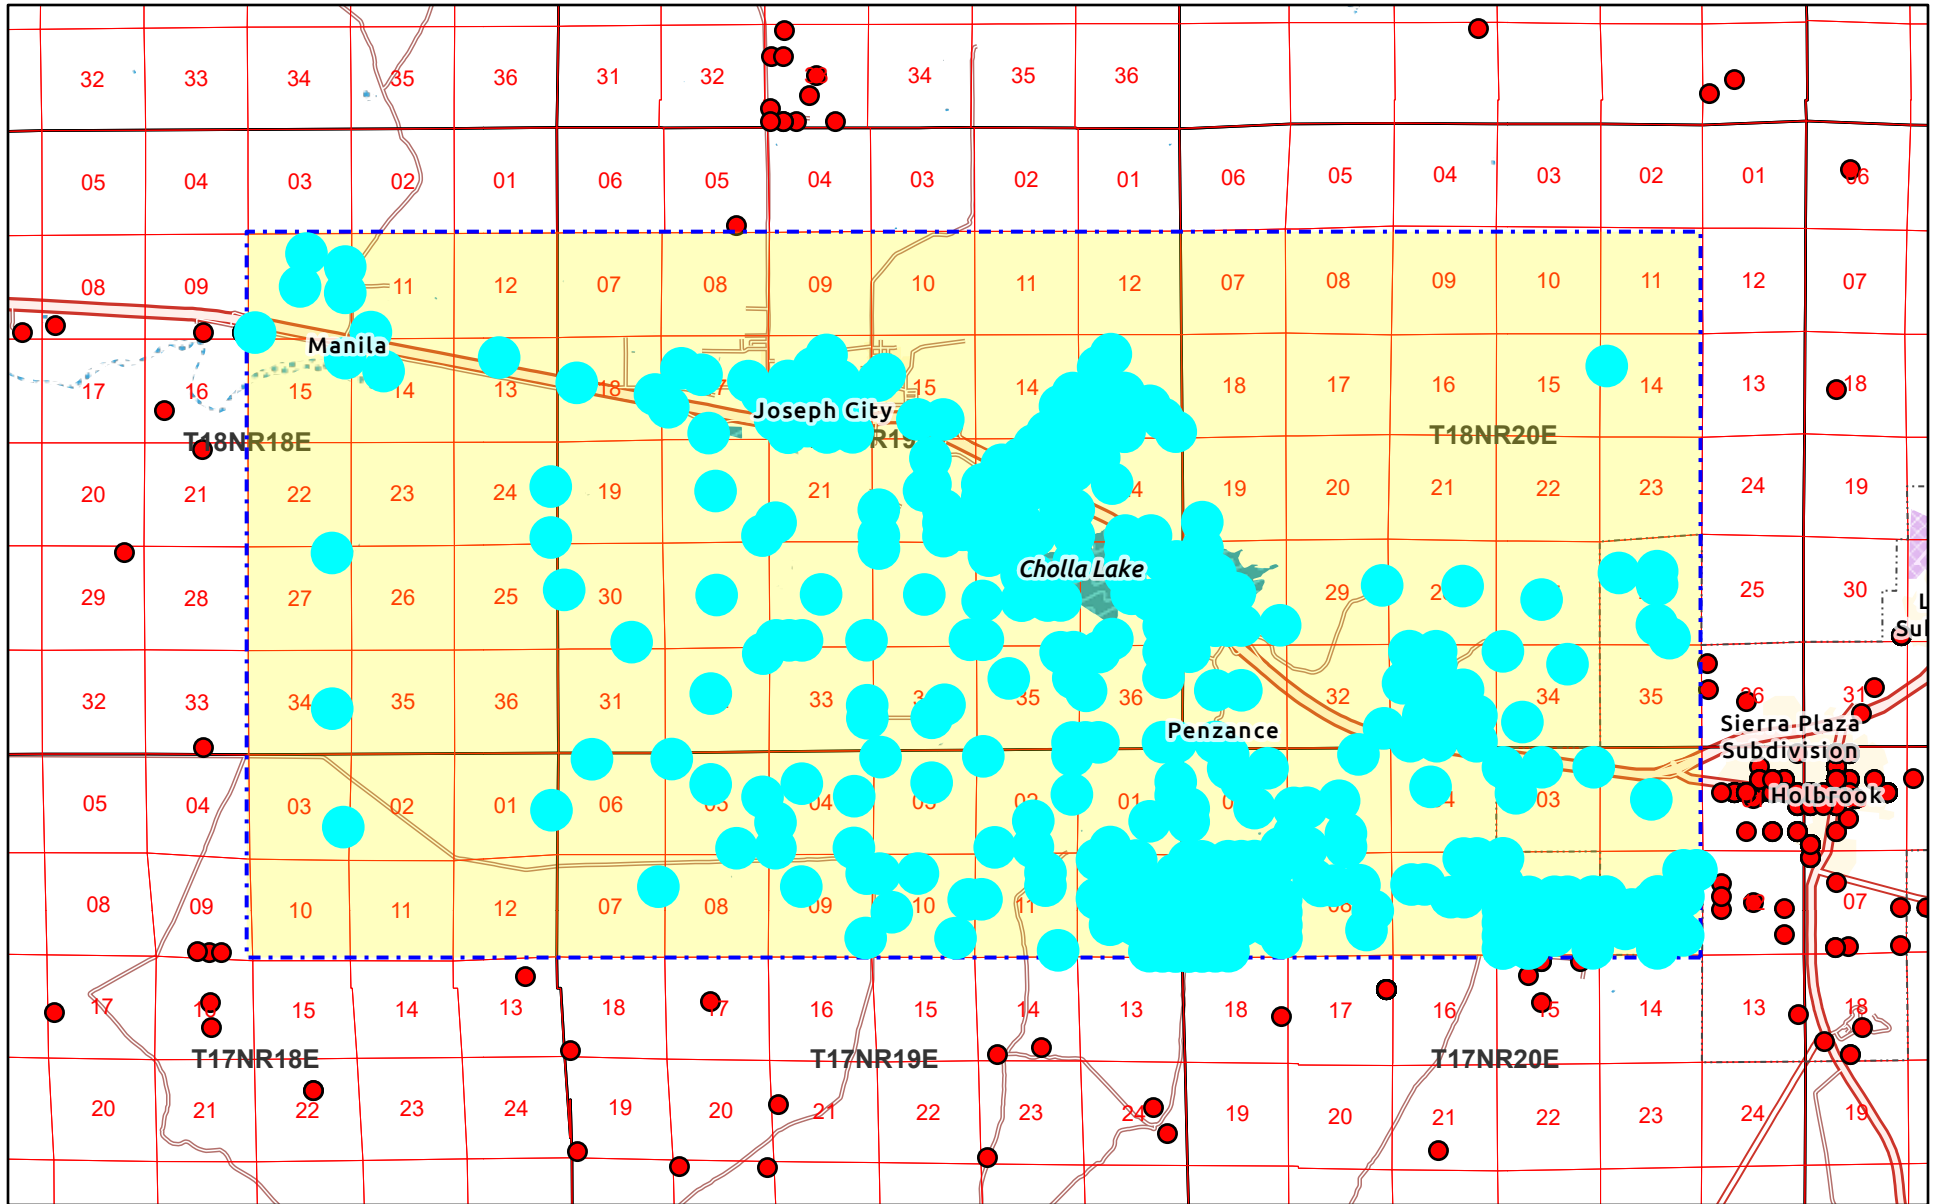 32 33 34 35 36 31 32 34 35 36
05 04 03 02 01 06 05 04 03 02 01 06 05 04 03 02 01 06
08 09 11 12 07 08 09 10 11 12 07 08 09 10 11 12 07
Manila
17 16 15 14 13 18 15 14 18 17 16 15 14 13 18
Joseph City
T18NR18E T18NR20E
20 21 22 23 24 19 21 19 20 21 22 23 24 19
Cholla Lake
29 28 27 26 25 30 29 25 30
32 33 34 35 36 31 33 35 36 32 34 35 36 31
Penzance
Sierra Plaza
Subdivision
Holbrook
05 04 03 02 01 06 05 04 03 02 01 03
08 09 10 11 12 07 08 09 10 11 08 07
17 16 15 14 13 18 17 16 15 14 13 18 17 16 15 14 13 18
T17NR18E T17NR19E T17NR20E
20 21 22 23 24 19 20 21 22 23 24 19 20 21 22 23 24 19